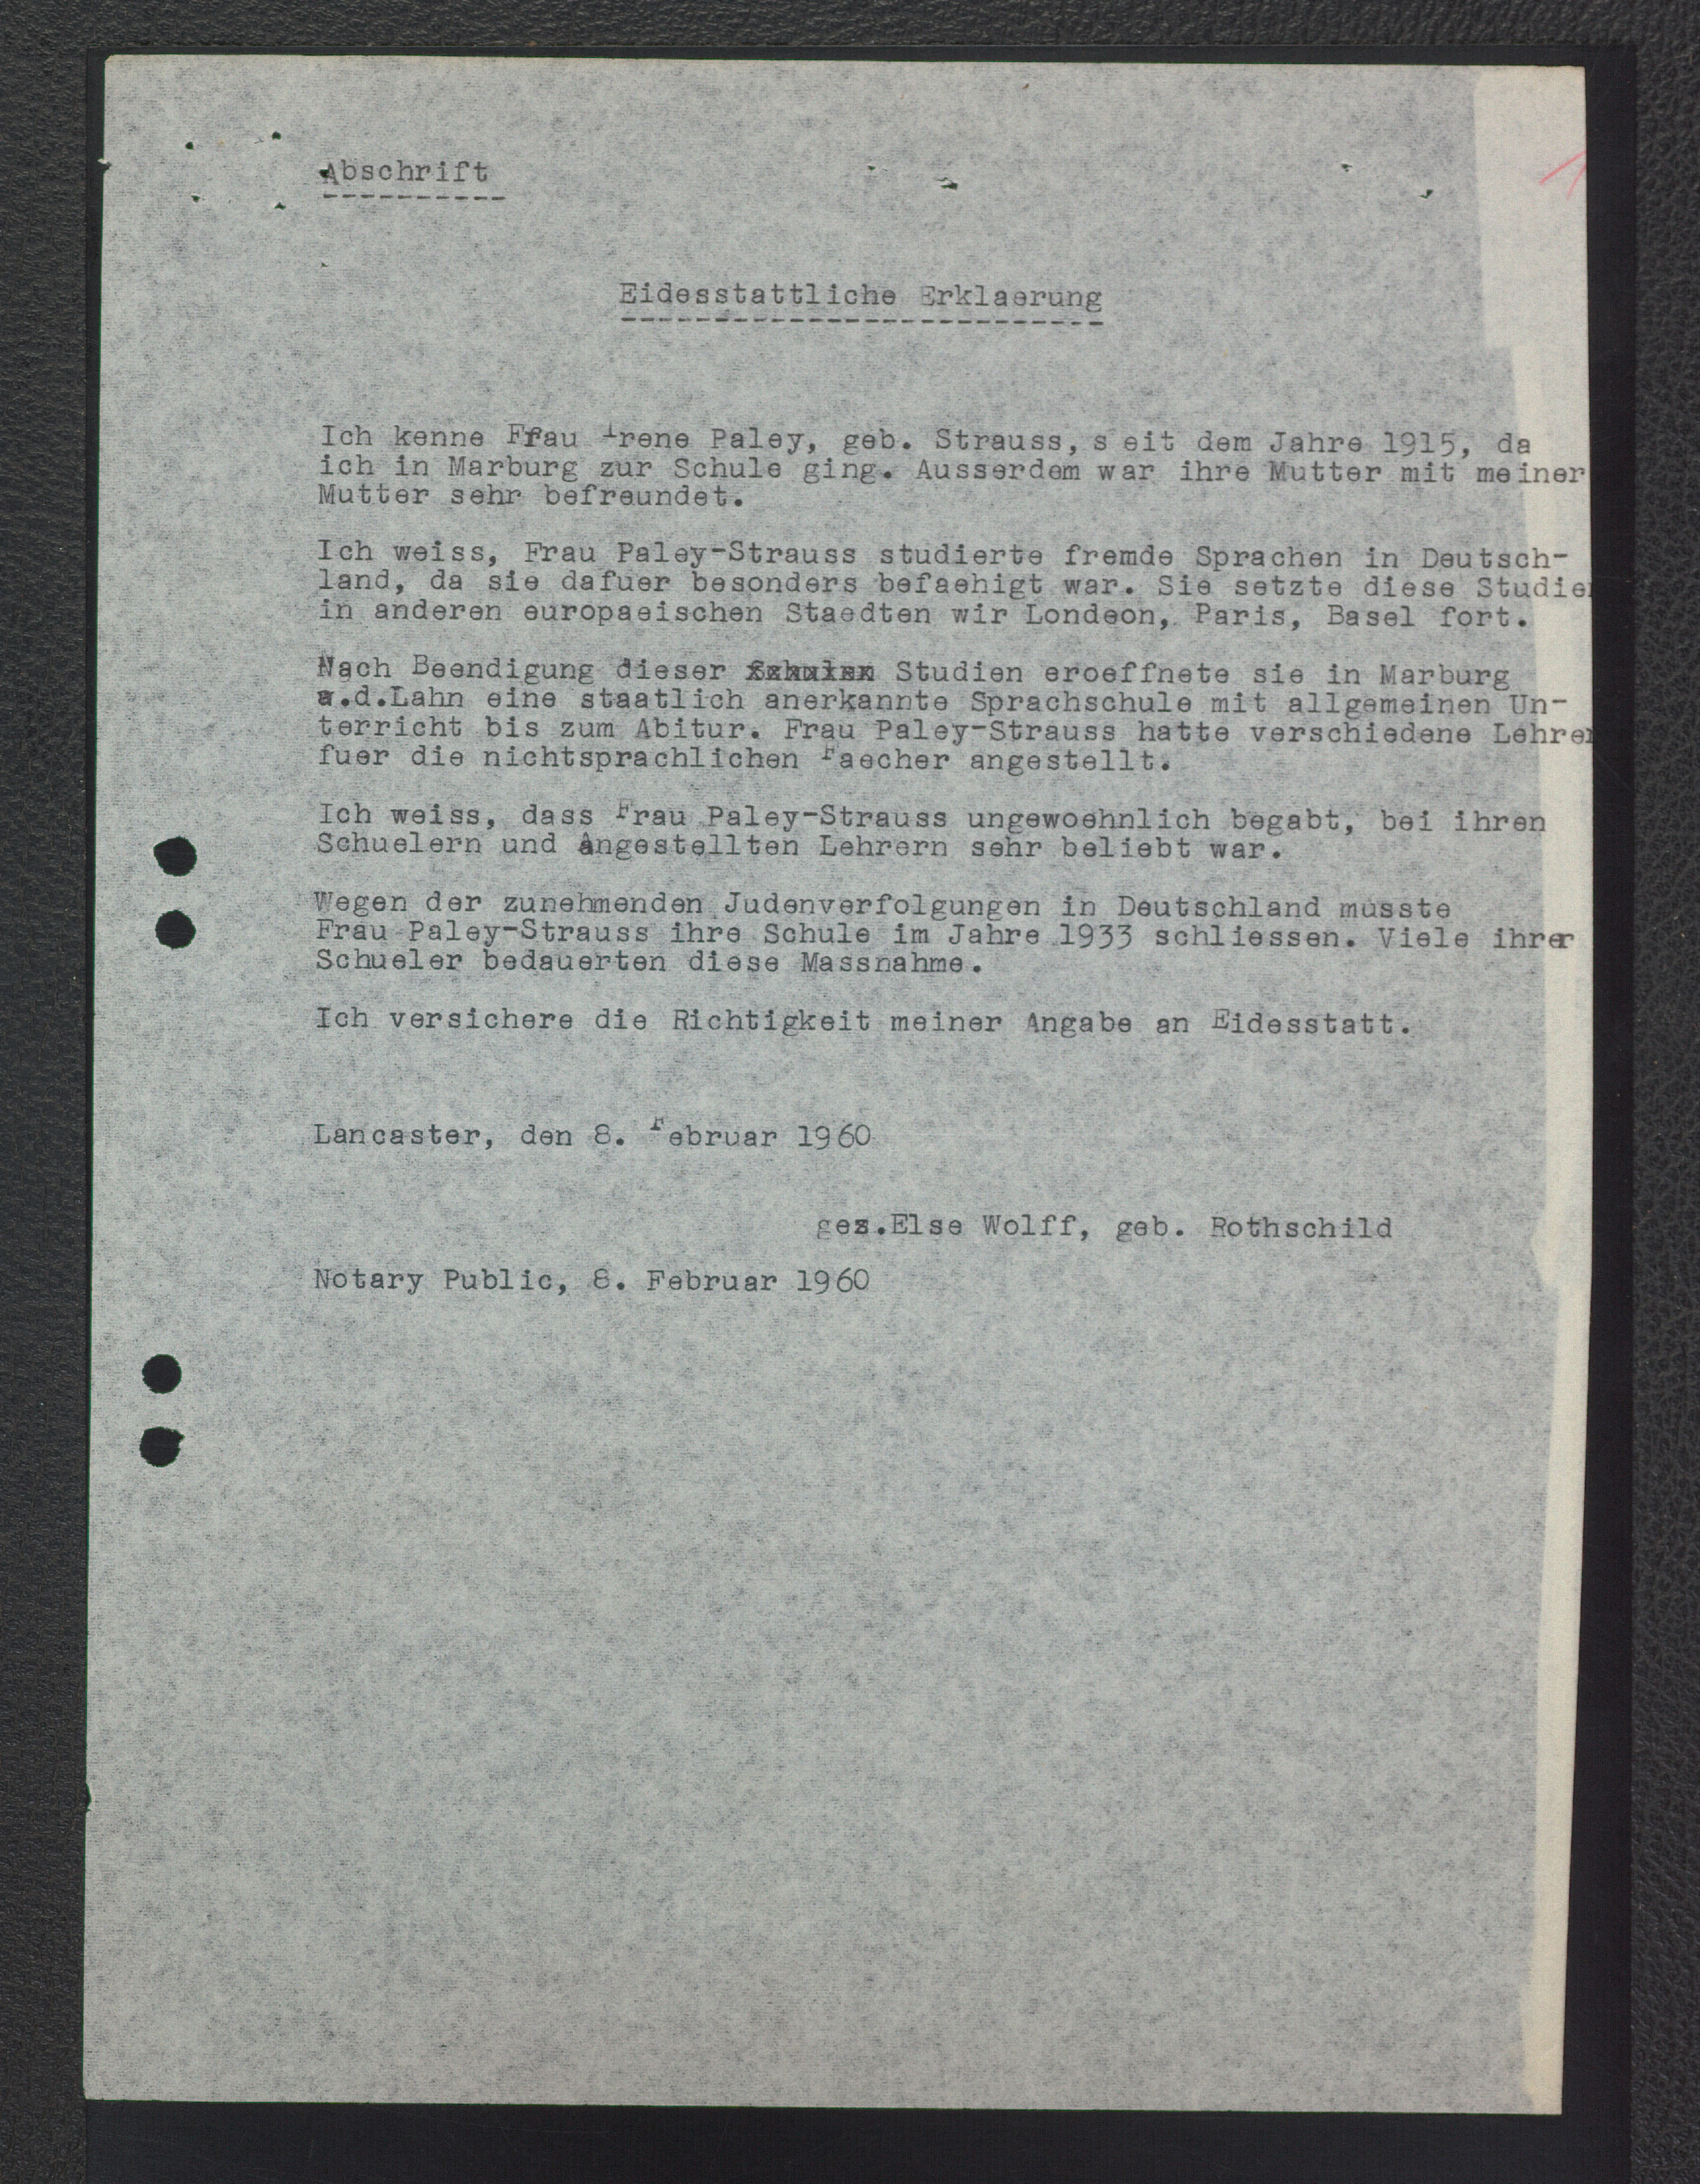 Abschrift
Eidesstattliche Erklaerung
Ich kenne Frau Irene Paley, geb. Strauss, s eit dem Jahre 1915, da
ich in Marburg zur Schule ging. Ausserdem war ihre Mutter mit meiner
Mutter sehr befreundet.
Ich weiss, Frau Paley-Strauss studierte fremde Sprachen in Deutsch-
land, da sie dafuer besonders befaehigt war. Sie setzte diese Studien
in anderen europaeischen Staedten wir Londeon, Paris, Basel fort.
Nach Beendigung dieser Studien eroeffnete sie in Marburg
a.d.Lahn eine staatlich anerkannte Sprachschule mit allgemeinen Un-
terricht bis zum Abitur. Frau Paley-Strauss hatte verschiedene Lehrer
fuer die nichtsprachlichen Faecher angestellt.
Ich weiss, dass Frau Paley-Strauss ungewoehnlich begabt, bei ihren
Schuelern und Angestellten Lehrern sehr beliebt war.
Wegen der zunehmenden Judenverfolgungen in Deutschland musste
Frau Paley-Strauss ihre Schule im Jahre 1933 schliessen. Viele ihrer
Schueler bedauerten diese Massnahme.
Ich versichere die Richtigkeit meiner Angabe an Eidesstatt.
Lancaster, den 8. Februar 1960
gez.Else Wolff, geb. Rothschild
Notary Public, 8. Februar 1960